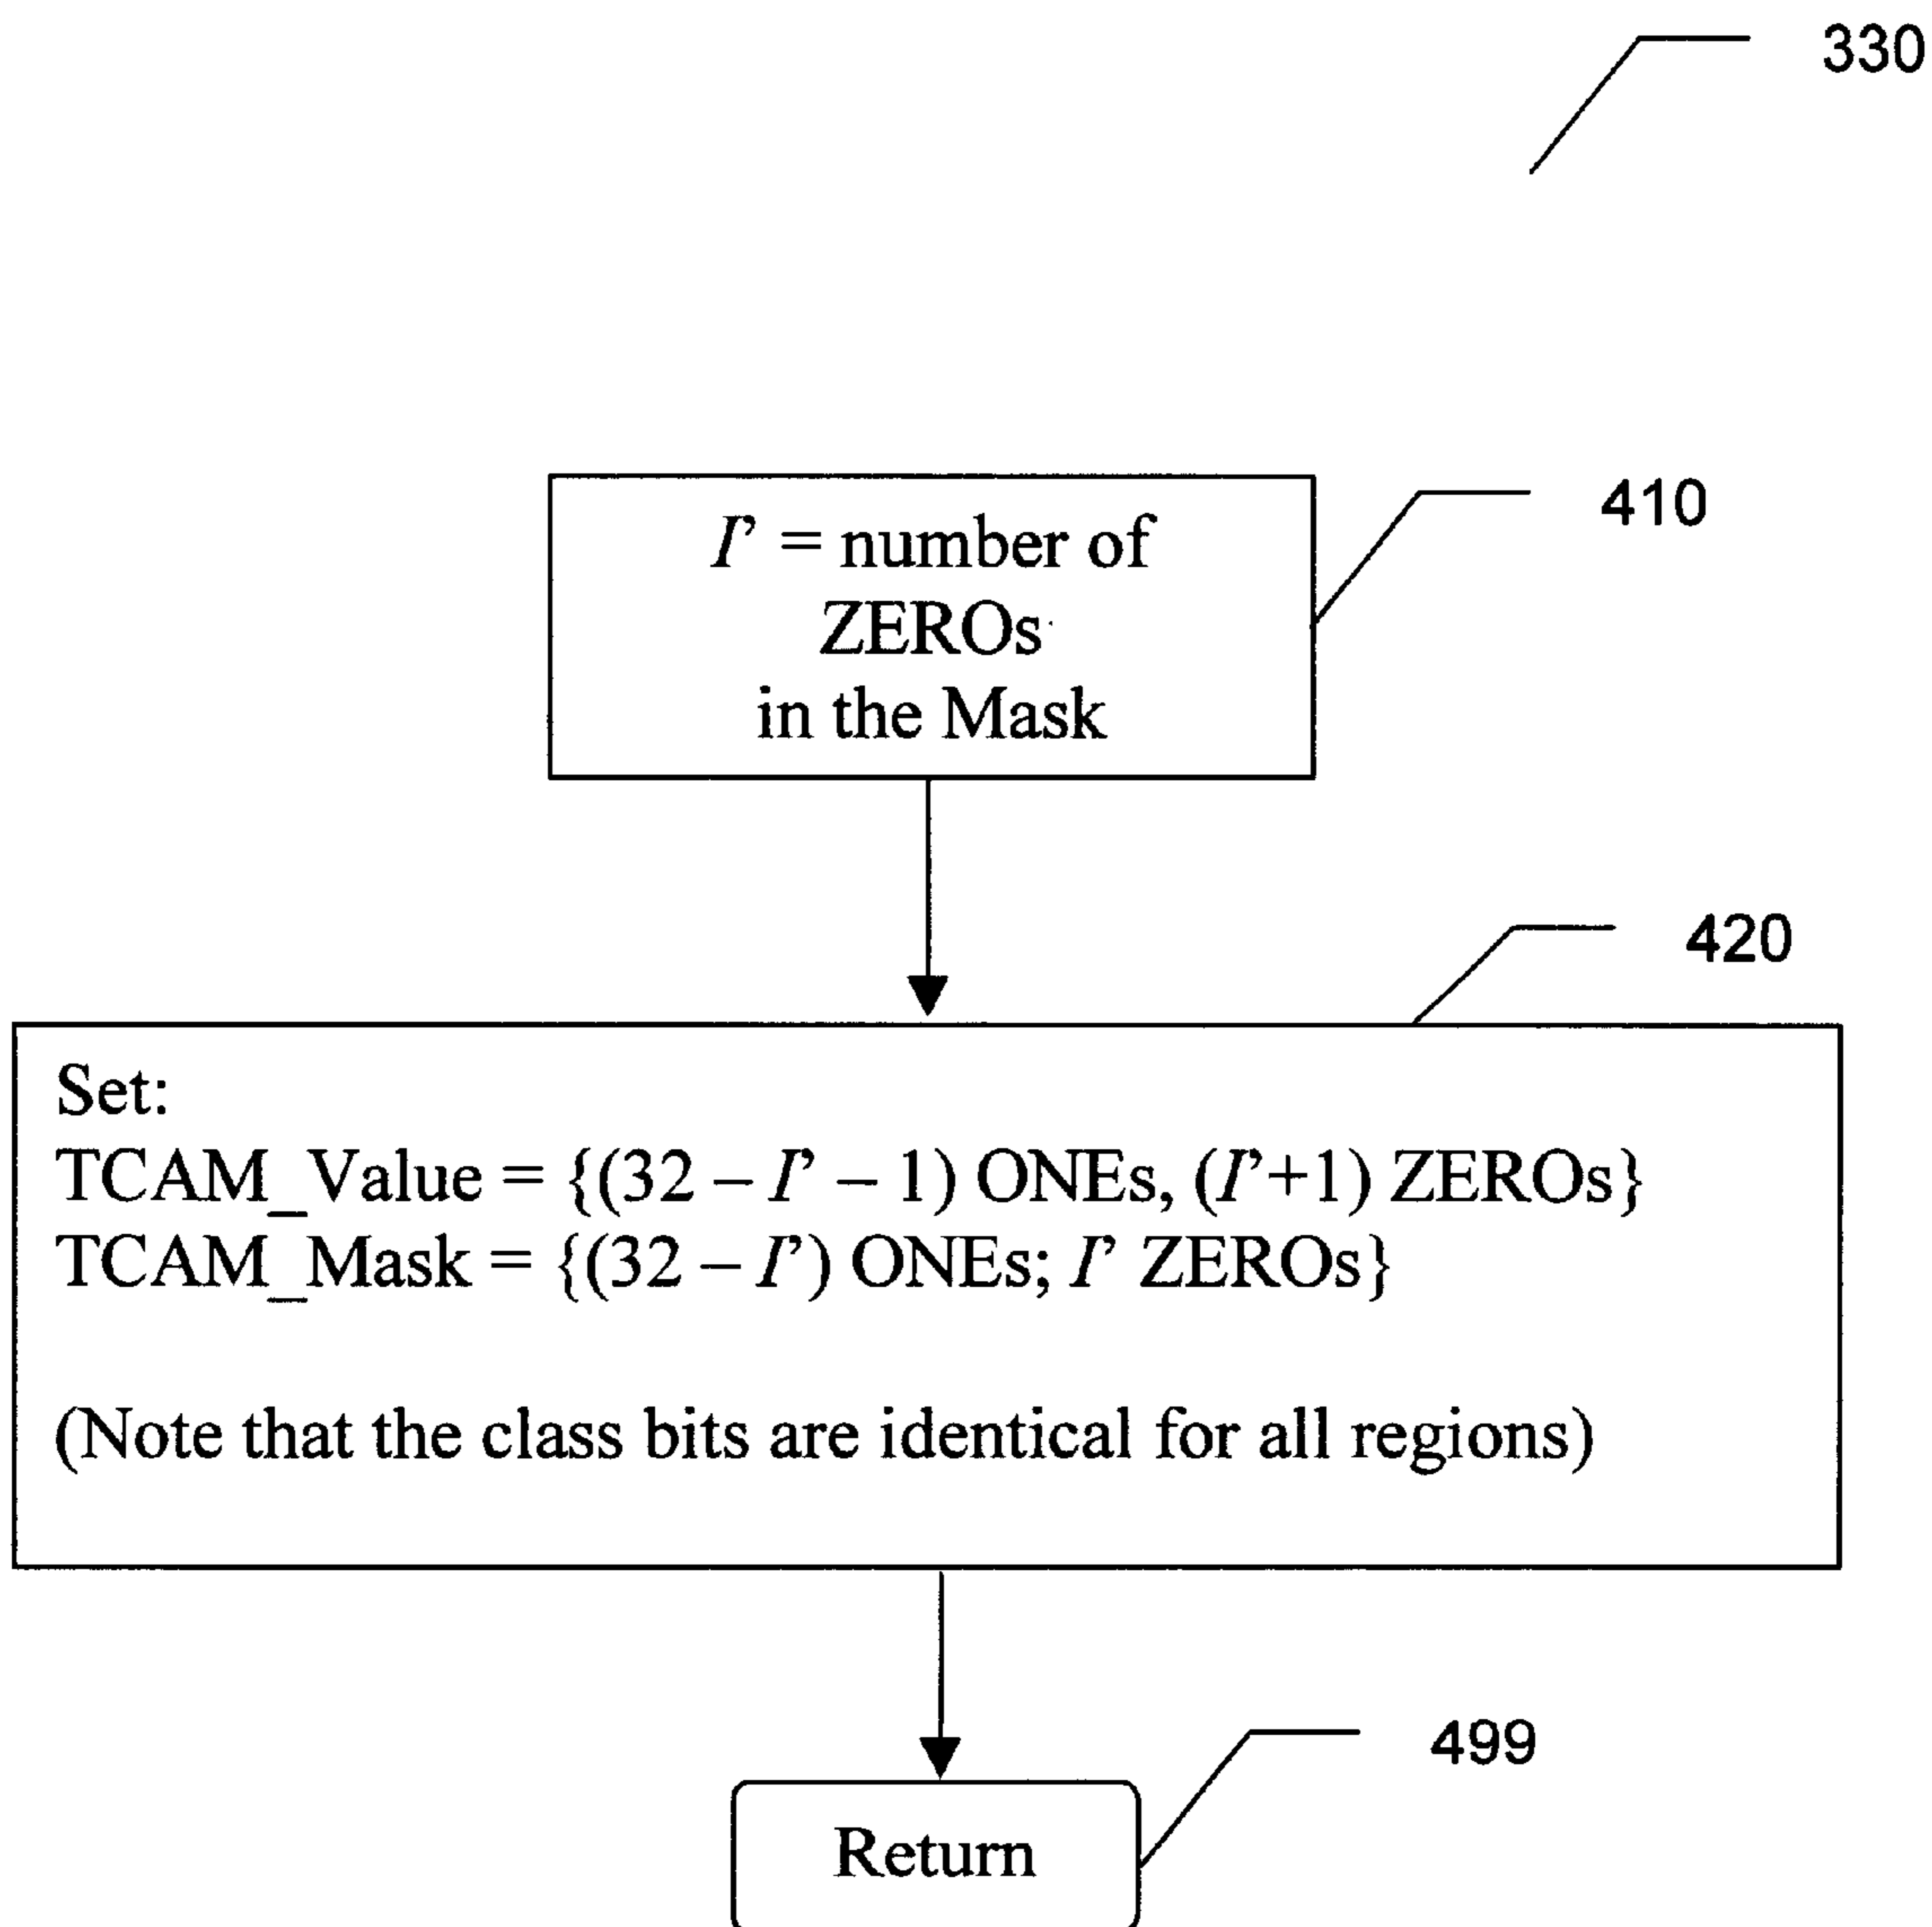 330
410
I’ = number of
ZEROs
in the Mask
420
Set:
TCAM_Value = {(32 – I’ – 1) ONEs, (I’+1) ZEROs}
TCAM_Mask = {(32 – I’) ONEs; I’ ZEROs}
(Note that the class bits are identical for all regions)
499
Return